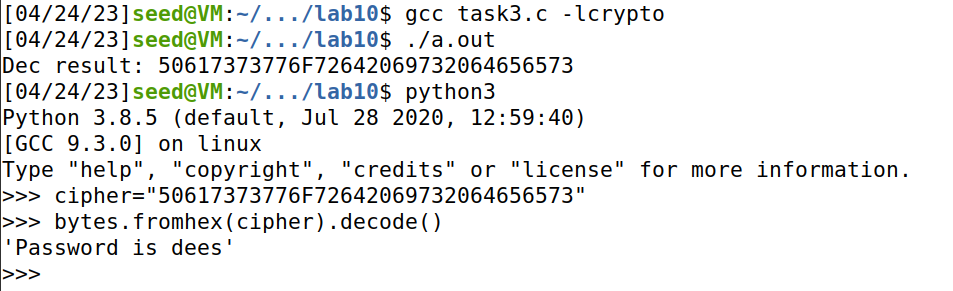 [04/24/23]seed@VM:~/.../lab10$ gcc task3.c -lcrypto
[04/24/23]seed@VM:~/.../lab10$ ./a.out
Dec result: 50617373776F72642069732064656573
[04/24/23]seed@VM:~/.../lab10$ python3
Python 3.8.5 (default, Jul 28 2020, 12:59:40)
[GCC 9.3.0] on linux
Type "help", "copyright", "credits" or "license" for more information.
>>> cipher="50617373776F72642069732064656573"
>>> bytes.fromhex(cipher).decode()
'Password is dees'
>>>